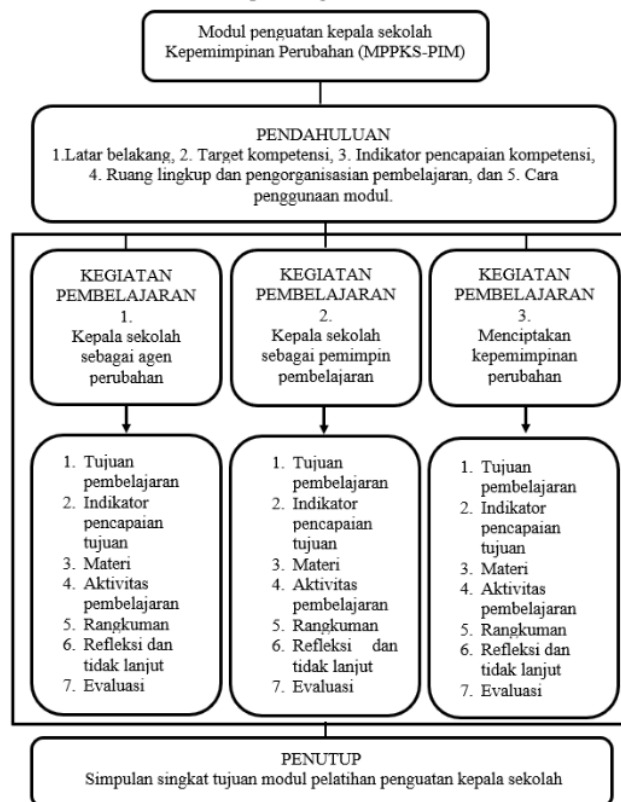 Modul penguatan kepala sekolah
Kepemimpinan Perubahan (MPPKS-PIM)
PENDAHULUAN
1.Latar belakang, 2. Target kompetensi, 3. Indikator pencapaian kompetensi,
4. Ruang lingkup dan pengorganisasian pembelajaran, dan 5. Cara
penggunaan modul.
KEGIATAN
PEMBELAJARAN
1.
Kepala sekolah
sebagai agen
perubahan
KEGIATAN
PEMBELAJARAN
2.
Kepala sekolah
sebagai pemimpin
pembelajaran
KEGIATAN
PEMBELAJARAN
3.
Menciptakan
kepemimpinan
perubahan
1. Tujuan
pembelajaran
2. Indikator
pencapaian
tujuan
3. Materi
4. Aktivitas
pembelajaran
5. Rangkuman
6. Refleksi dan
tidak lanjut
7. Evaluasi
1. Tujuan
pembelajaran
2. Indikator
pencapaian
tujuan
3. Materi
4. Aktivitas
pembelajaran
5. Rangkuman
6. Refleksi dan
tidak lanjut
7. Evaluasi
1. Tujuan
pembelajaran
2. Indikator
pencapaian
tujuan
3. Materi
4. Aktivitas
pembelajaran
5. Rangkuman
6. Refleksi dan
tidak lanjut
7. Evaluasi
PENUTUP
Simpulan singkat tujuan modul pelatihan penguatan kepala sekolah